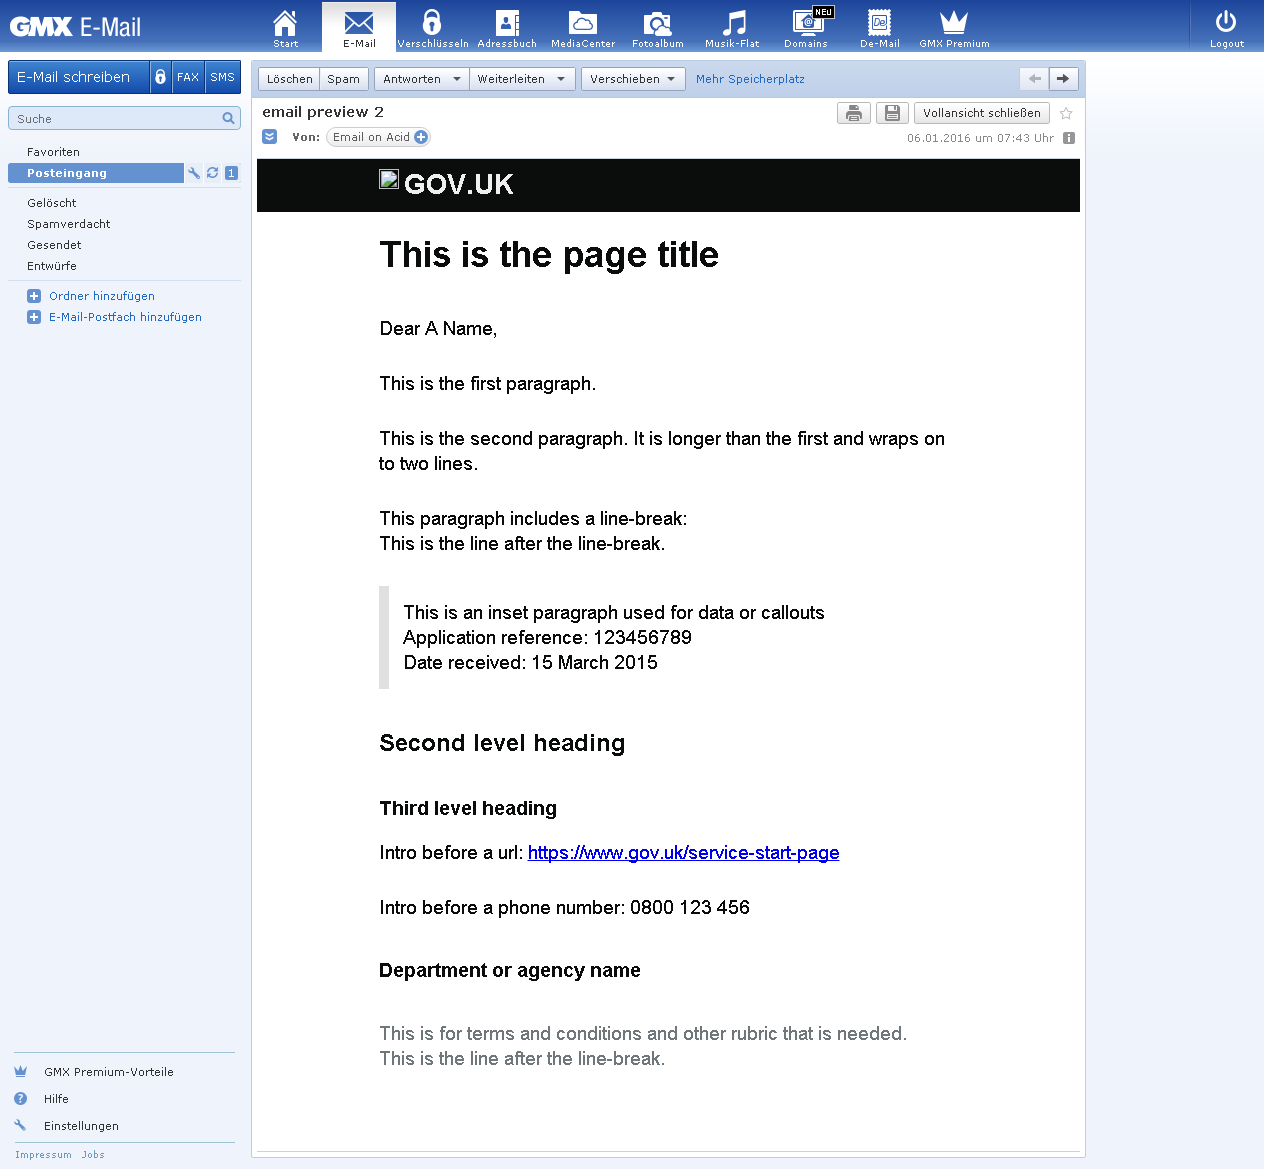 GMX E-Mail
Start
E-Mail
Verschlüsseln
Adressbuch
MediaCenter
Fotoalbum
Musik-Flat
NEU
Domains
De
De-Mail
GMX Premium
Logout
E-Mail schreiben
FAX
SMS
Suche
Favoriten
Posteingang
1
Gelöscht
Spamverdacht
Gesendet
Entwürfe
Ordner hinzufügen
E-Mail-Postfach hinzufügen
GMX Premium-Vorteile
Hilfe
Einstellungen
Impressum Jobs
Löschen Spam Antworten Weiterleiten Verschieben Mehr Speicherplatz
email preview 2
Vollansicht schließen
Von: Email on Acid
06.01.2016 um 07:43 Uhr
GOV.UK
This is the page title
Dear A Name,
This is the first paragraph.
This is the second paragraph. It is longer than the first and wraps on
to two lines.
This paragraph includes a line-break:
This is the line after the line-break.
This is an inset paragraph used for data or callouts
Application reference: 123456789
Date received: 15 March 2015
Second level heading
Third level heading
Intro before a url: https://www.gov.uk/service-start-page
Intro before a phone number: 0800 123 456
Department or agency name
This is for terms and conditions and other rubric that is needed.
This is the line after the line-break.